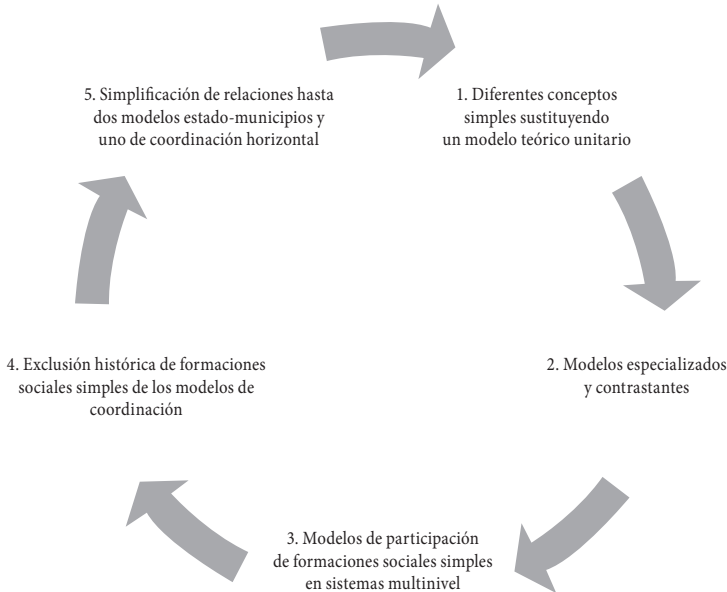 1. Diferentes conceptos
simples sustituyendo
un modelo teórico unitario
2. Modelos especializados
y contrastantes
3. Modelos de participación
de formaciones sociales simples
en sistemas multinivel
4. Exclusión histórica de formaciones
sociales simples de los modelos de
coordinación
5. Simplificación de relaciones hasta
dos modelos estado-municipios y
uno de coordinación horizontal